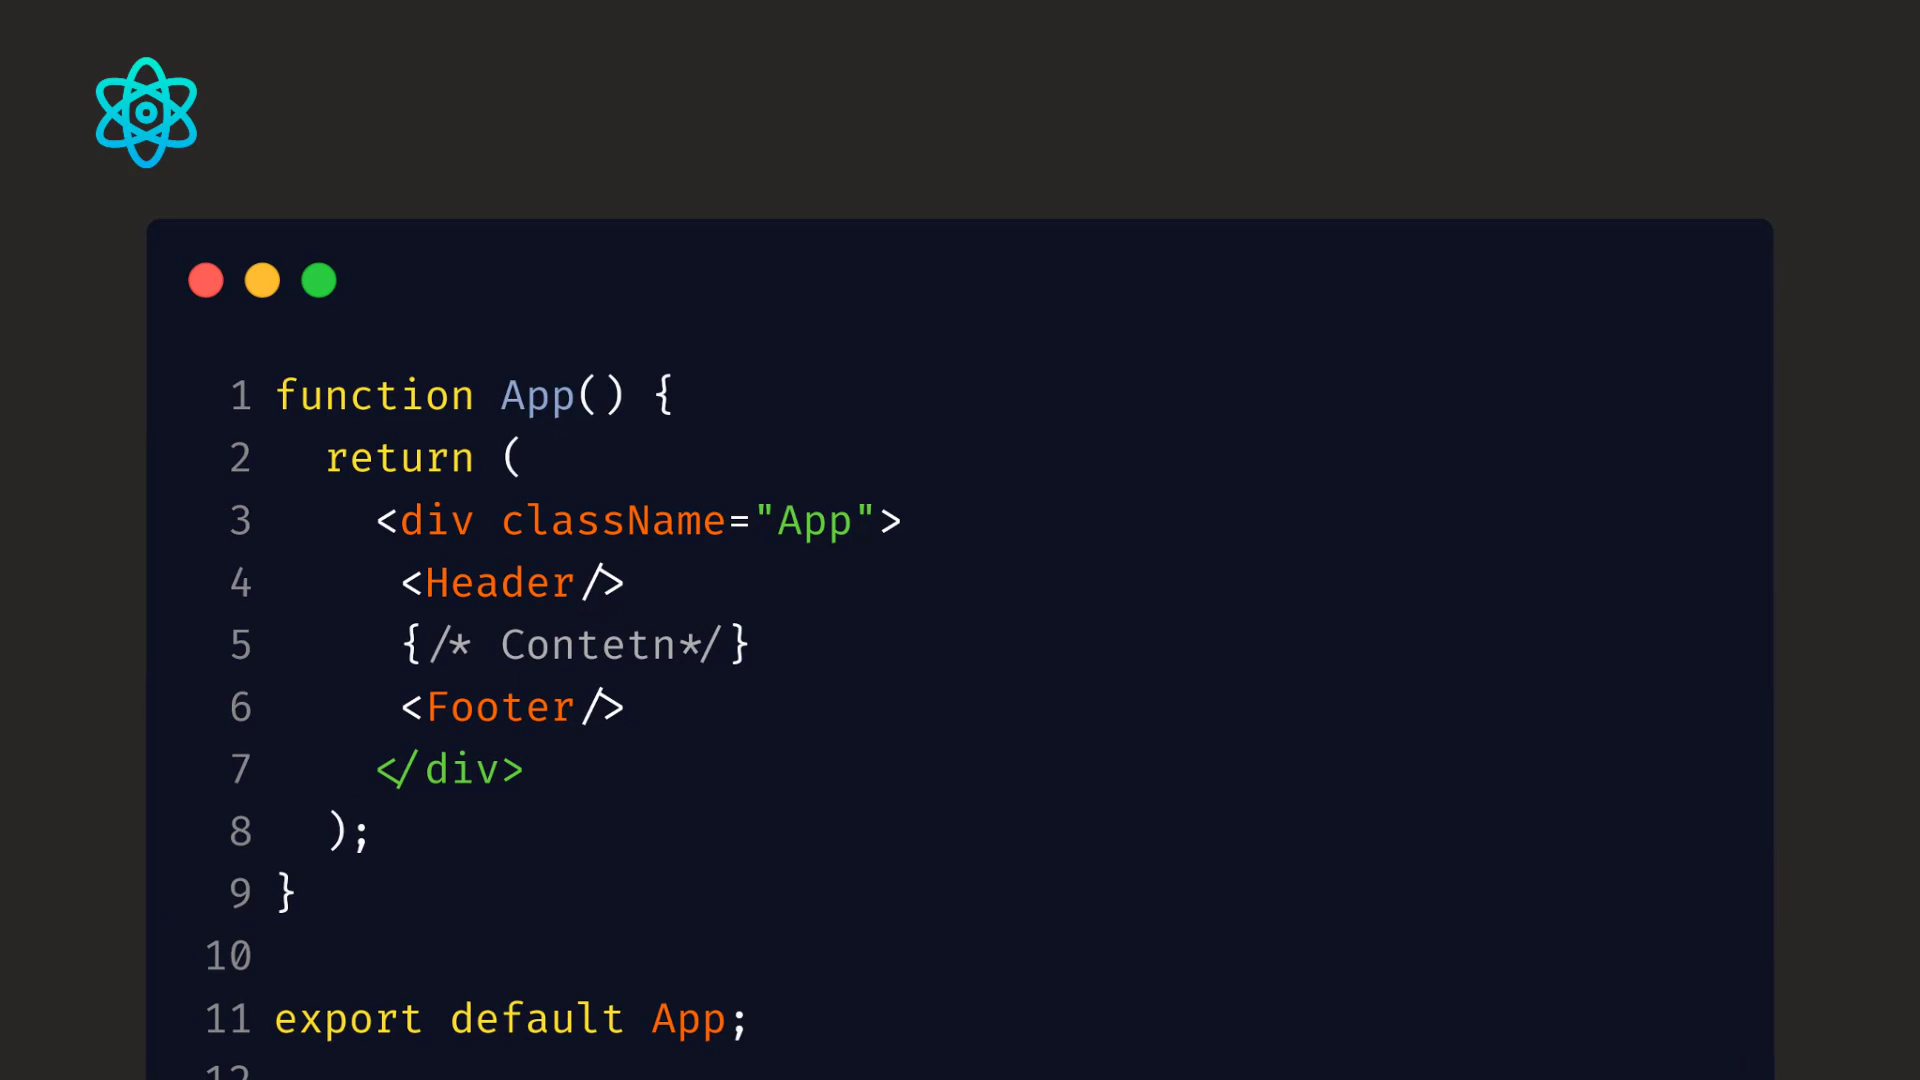 1 function App() {
2 return (
3 <div className="App">
4 <Header/>
5 {/* Contetn*/}
6 <Footer/>
7 </div>
8 );
9 }
10
11 export default App;
12